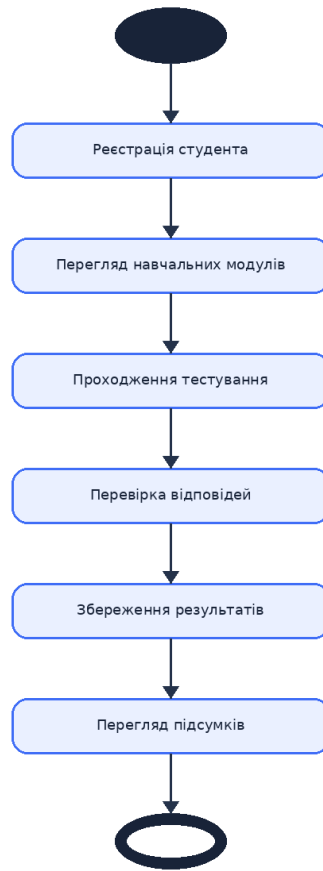 Реєстрація студента
Перегляд навчальних модулів
Проходження тестування
Перевірка відповідей
Збереження результатів
Перегляд підсумків